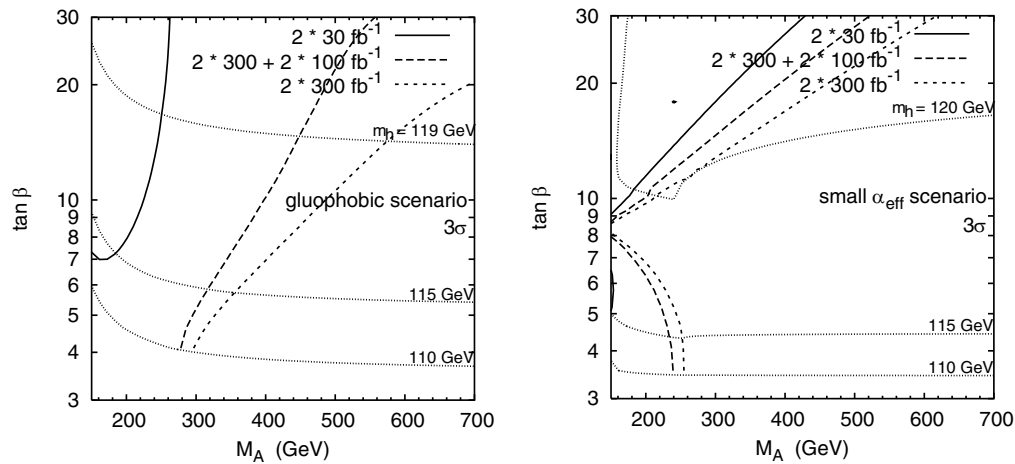 30
20
10
9
8
7
6
5
4
3
tan β
2 * 30 fb⁻¹
2 * 300 + 2 * 100 fb⁻¹
2 * 300 fb⁻¹
m_h = 119 GeV
gluophobic scenario
3σ
115 GeV
110 GeV
200 300 400 500 600 700
M_A (GeV)
30
20
10
9
8
7
6
5
4
3
tan β
2 * 30 fb⁻¹
2 * 300 + 2 * 100 fb⁻¹
2 * 300 fb⁻¹
m_h = 120 GeV
small α_eff scenario
3σ
115 GeV
110 GeV
200 300 400 500 600 700
M_A (GeV)